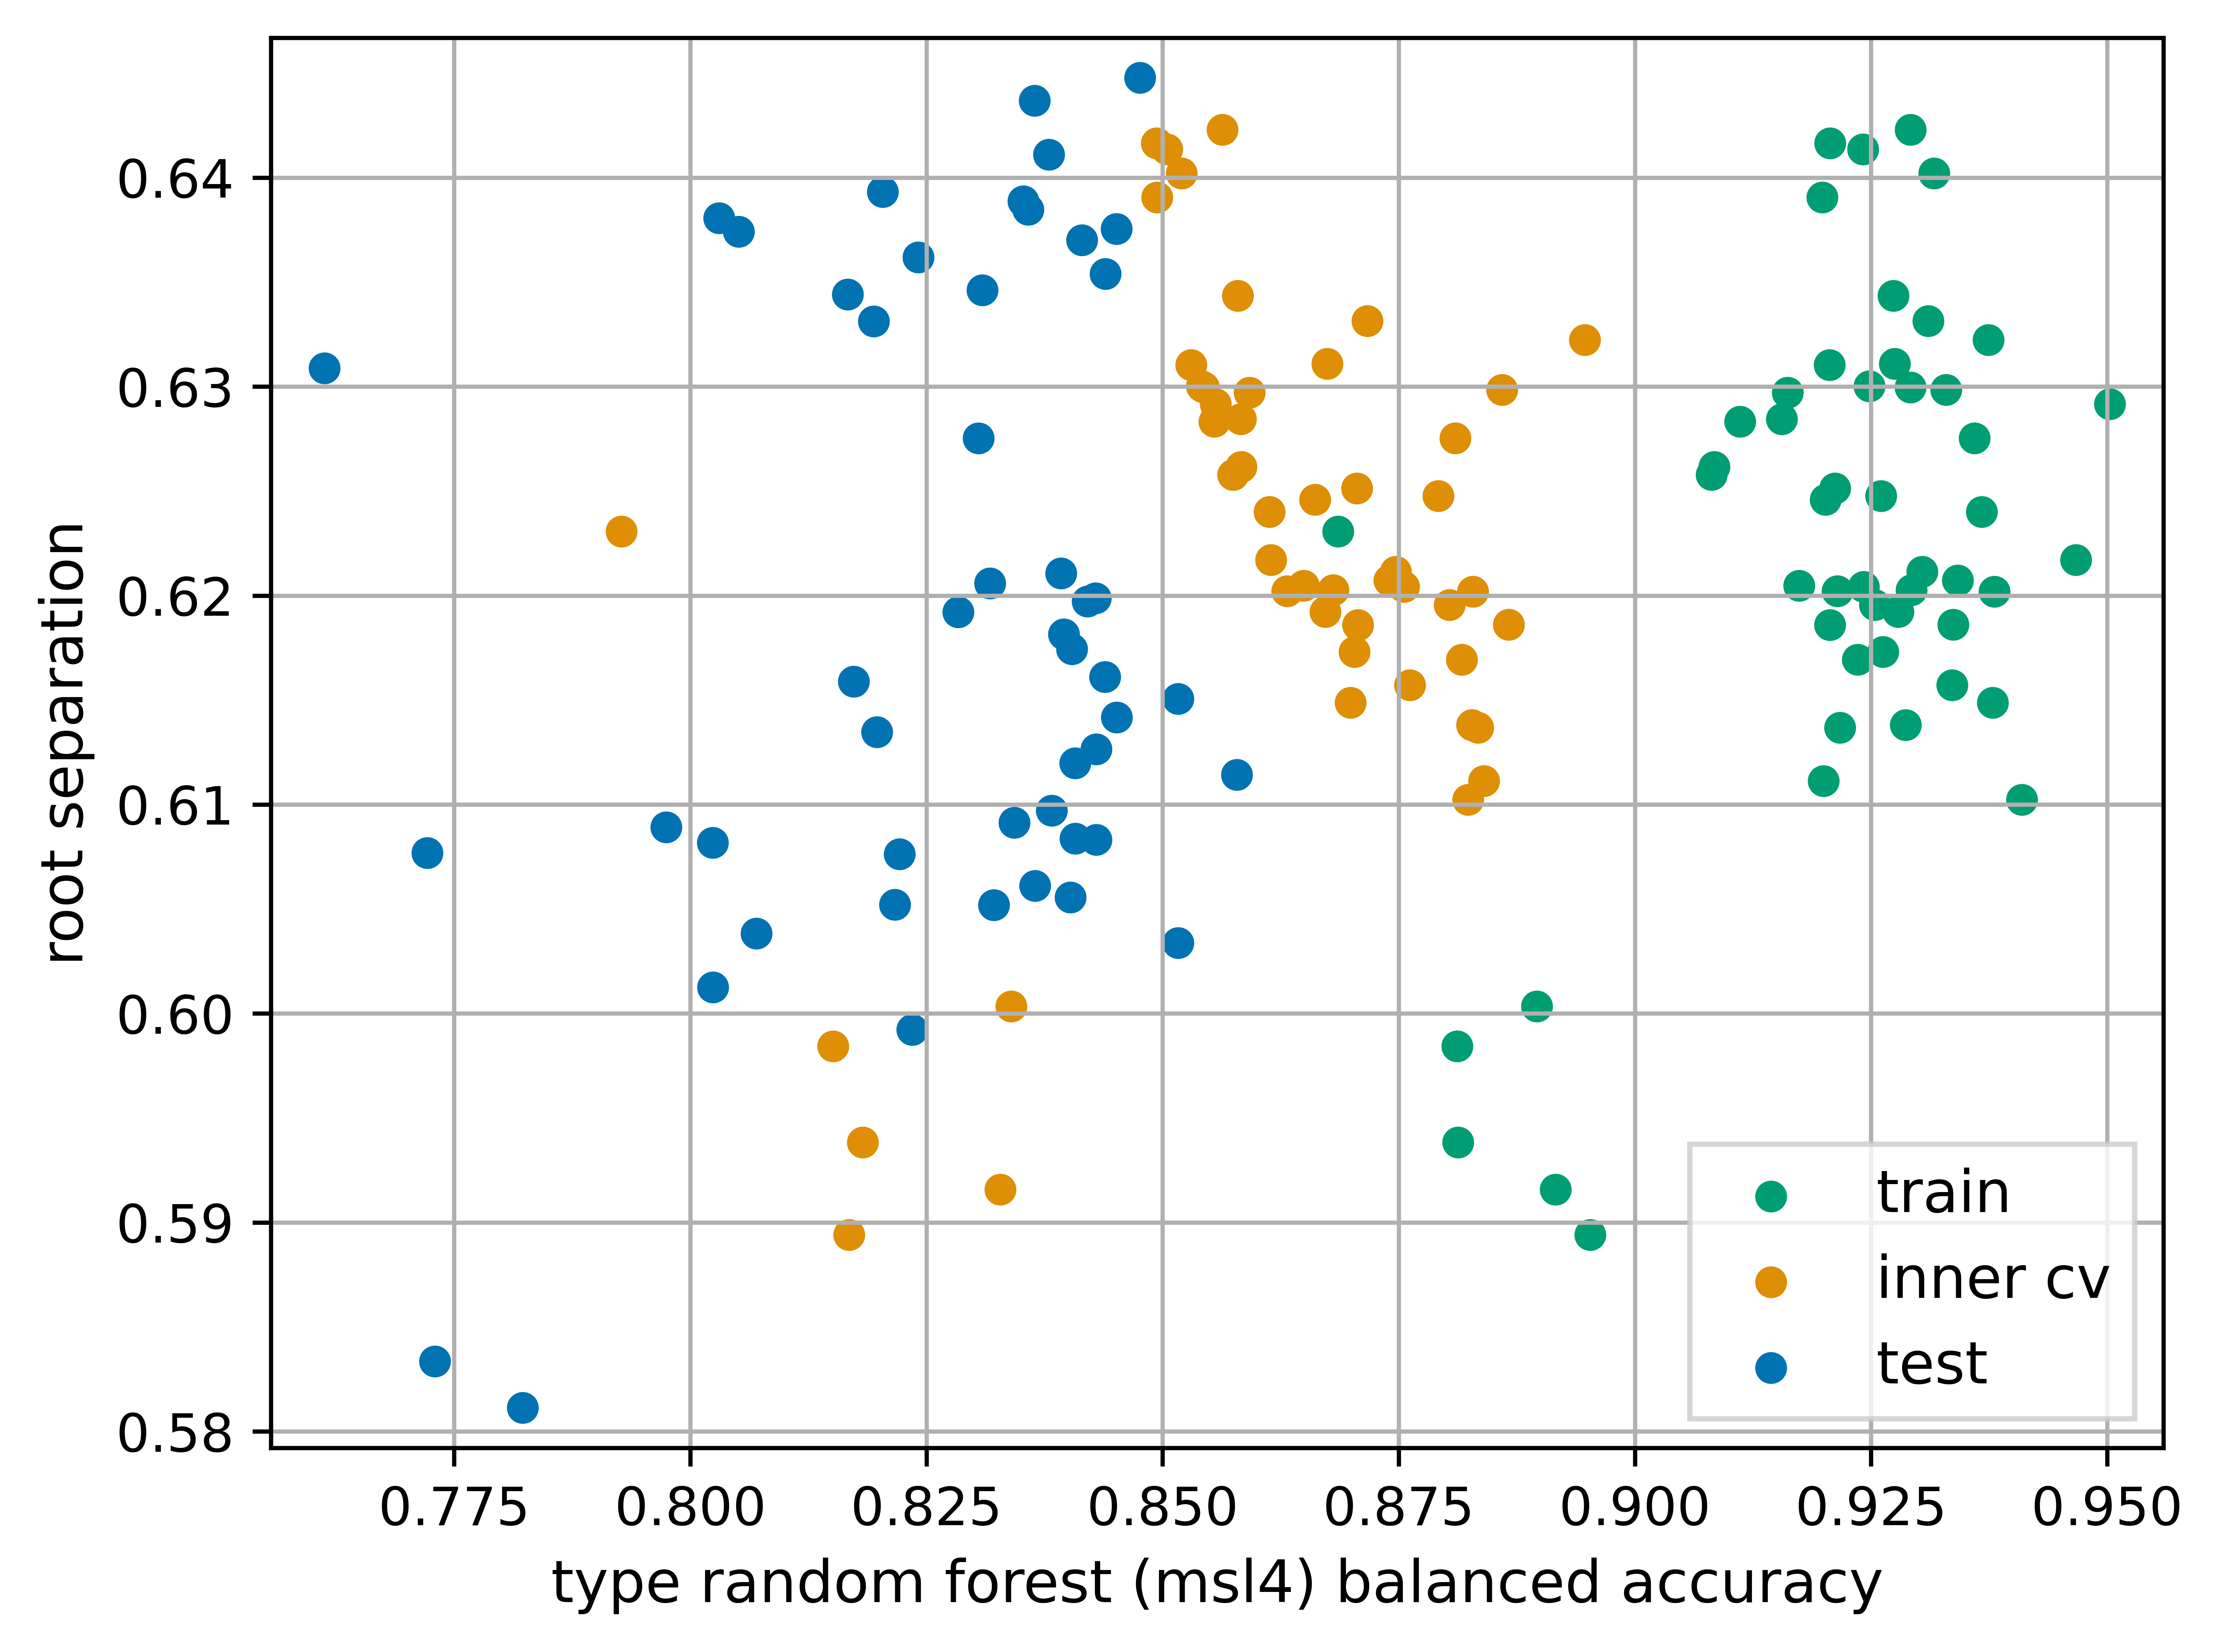 root separation
0.64
0.63
0.62
0.61
0.60
0.59
0.58
train
inner cv
test
0.775 0.800 0.825 0.850 0.875 0.900 0.925 0.950
type random forest (msl4) balanced accuracy